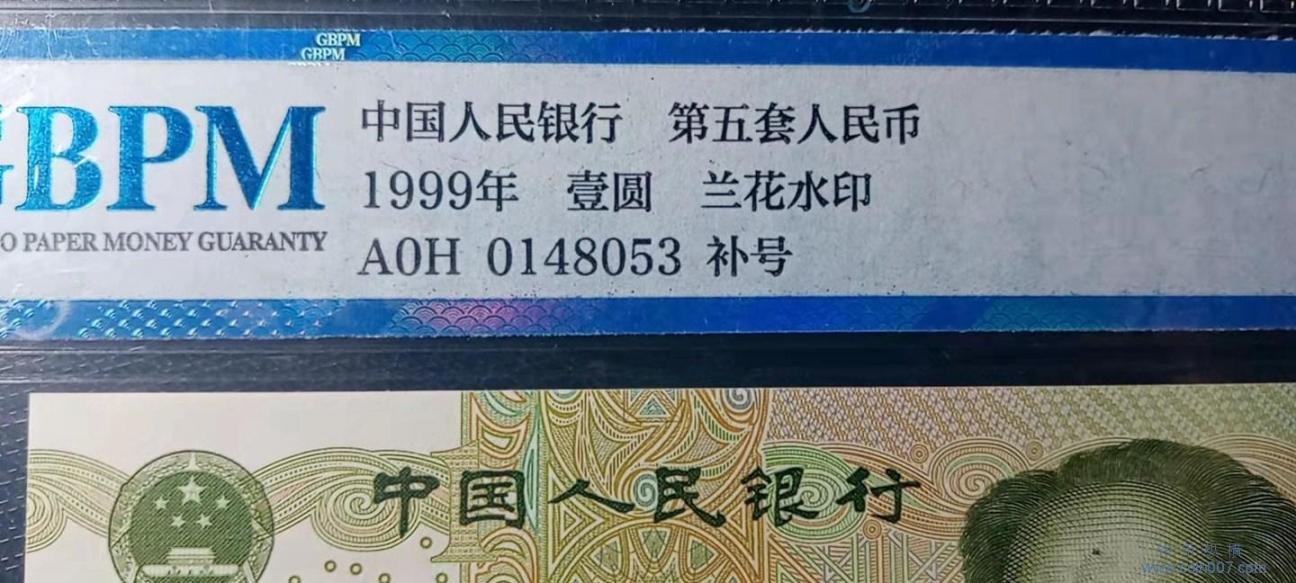 GBPM
GBPM
GBPM
中国人民银行 第五套人民币
1999年 壹圆 兰花水印
A0H 0148053 补号
O PAPER MONEY GUARANTY
中国人民银行